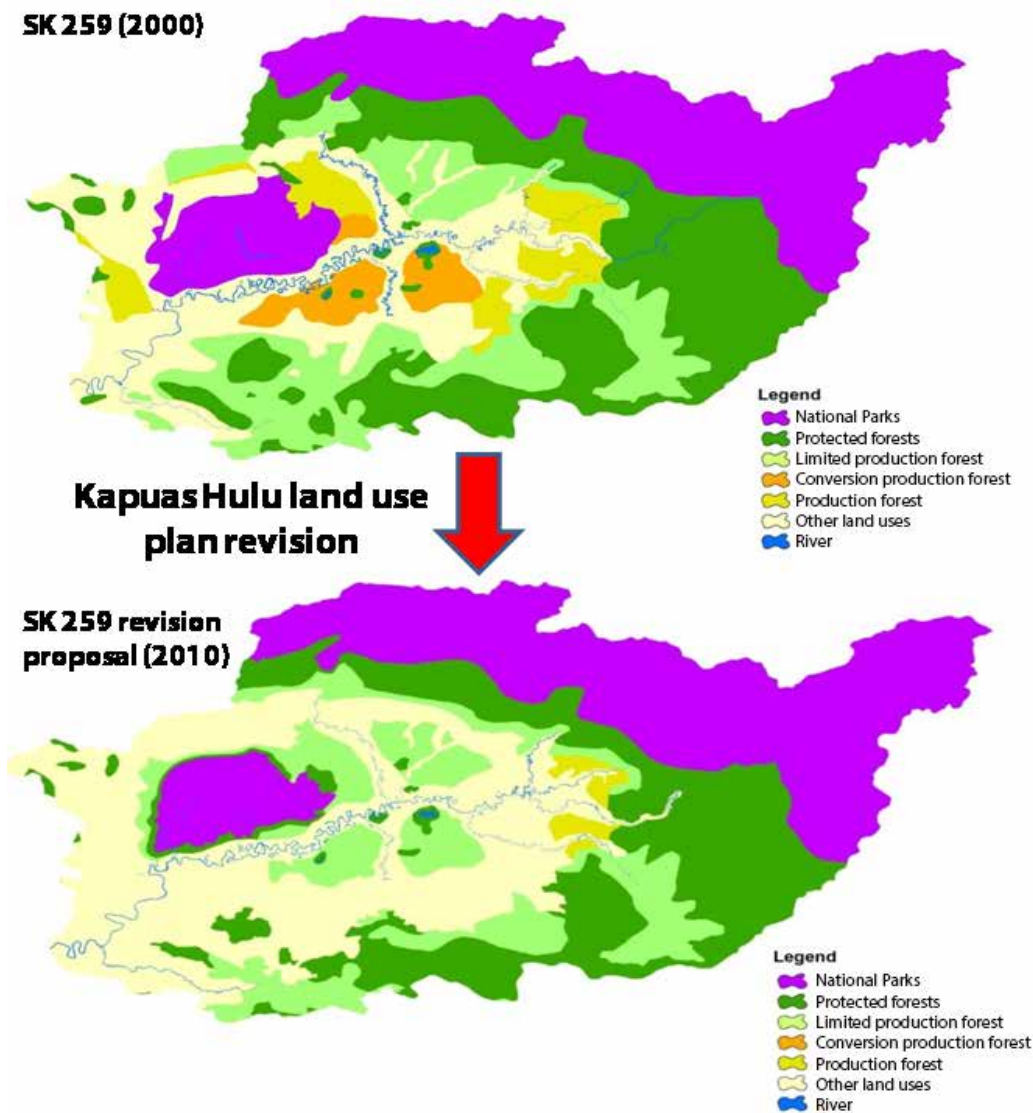 SK 259 (2000)
Legend
National Parks
Protected forests
Limited production forest
Conversion production forest
Production forest
Other land uses
River
Kapuas Hulu land use
plan revision
SK 259 revision
proposal (2010)
Legend
National Parks
Protected forests
Limited production forest
Conversion production forest
Production forest
Other land uses
River